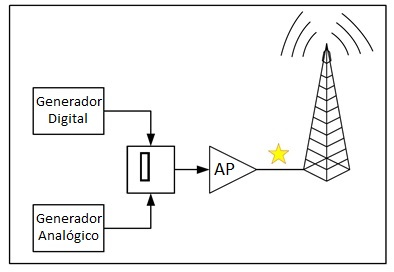 Generador
Digital
AP
Generador
Analógico